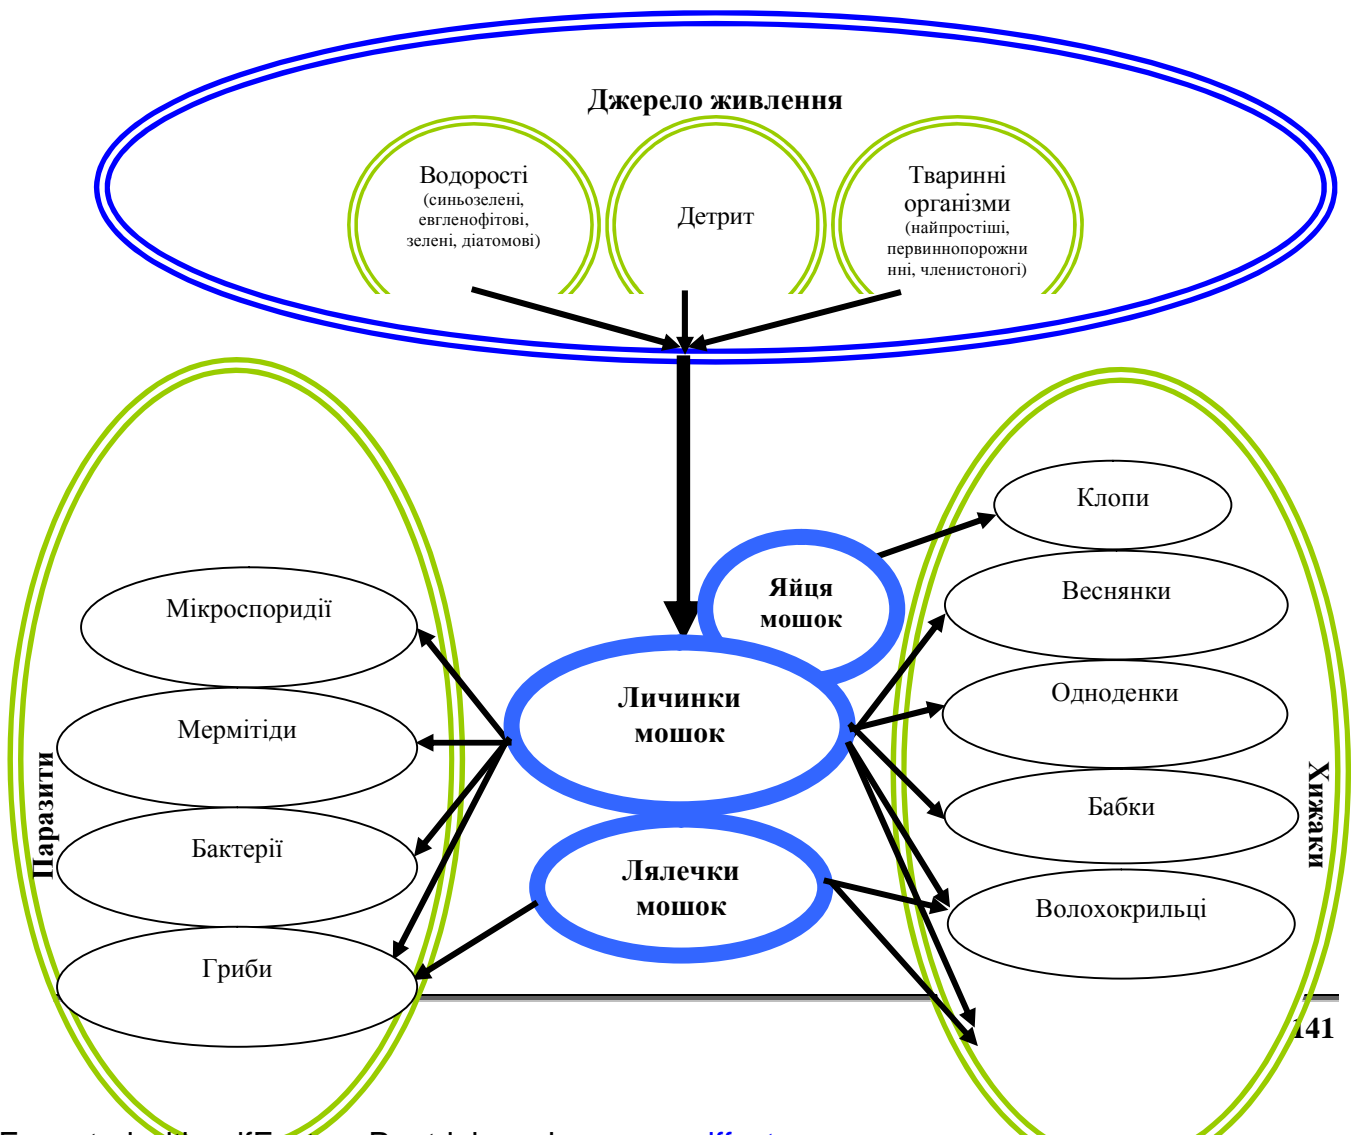 Джерело живлення
Водорості
(синьозелені,
евгленофітові,
зелені, діатомові)
Детрит
Тваринні
організми
(найпростіші,
первиннопорожни
нні, членистоногі)
Клопи
Яйця
мошок
Веснянки
Мікроспоридії
Личинки
мошок
Одноденки
Мермітіди
Паразити
Хижаки
Бабки
Бактерії
Лялечки
мошок
Волохокрильці
Гриби
141